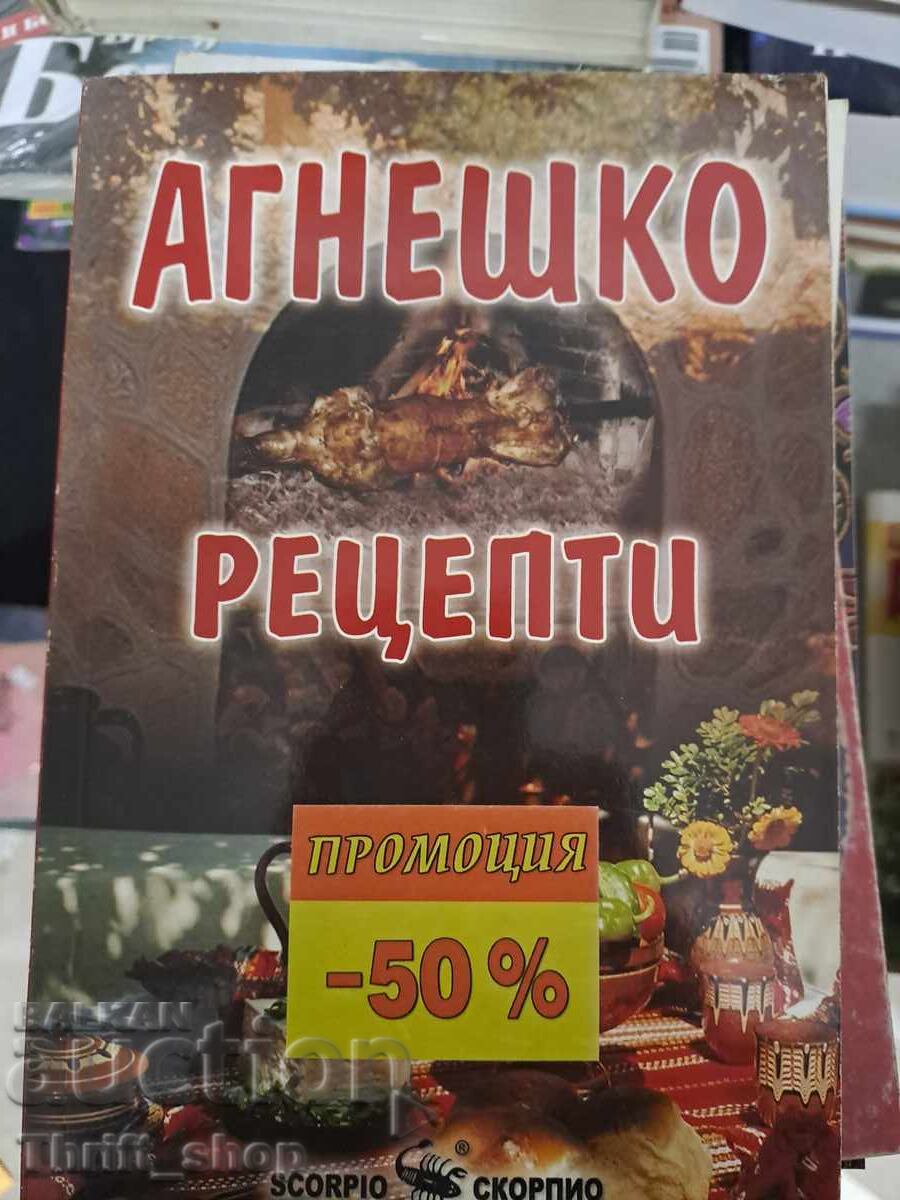 Б
АГНЕШКО
РЕЦЕПТИ
ПРОМОЦИЯ
-50 %
BALKAN
auction
Thrift_shop
SCORPIO ® СКОРПИО